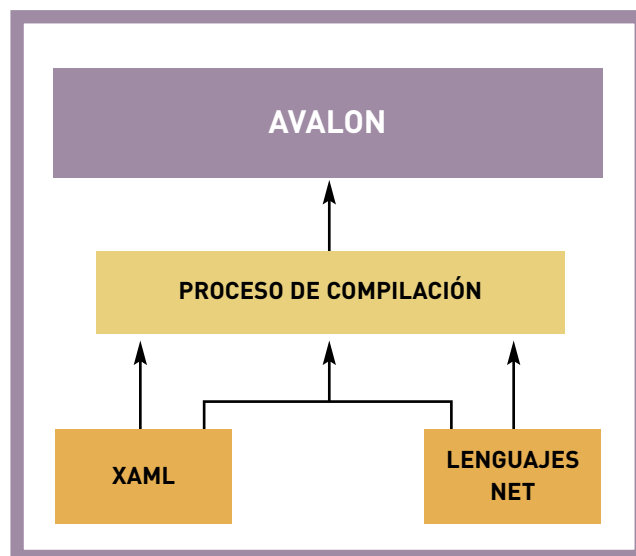 AVALON
PROCESO DE COMPILACIÓN
XAML
LENGUAJES
NET